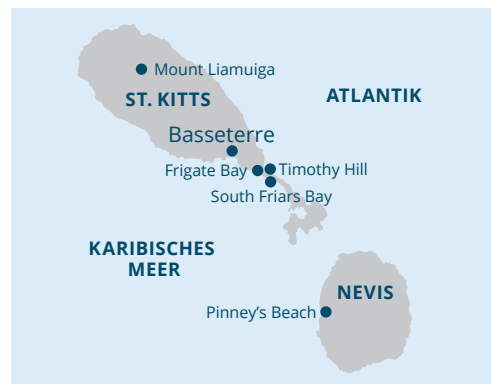 Mount Liamuiga
ST. KITTS
ATLANTIK
Basseterre
Frigate Bay
Timothy Hill
South Friars Bay
KARIBISCHES
MEER
NEVIS
Pinney's Beach